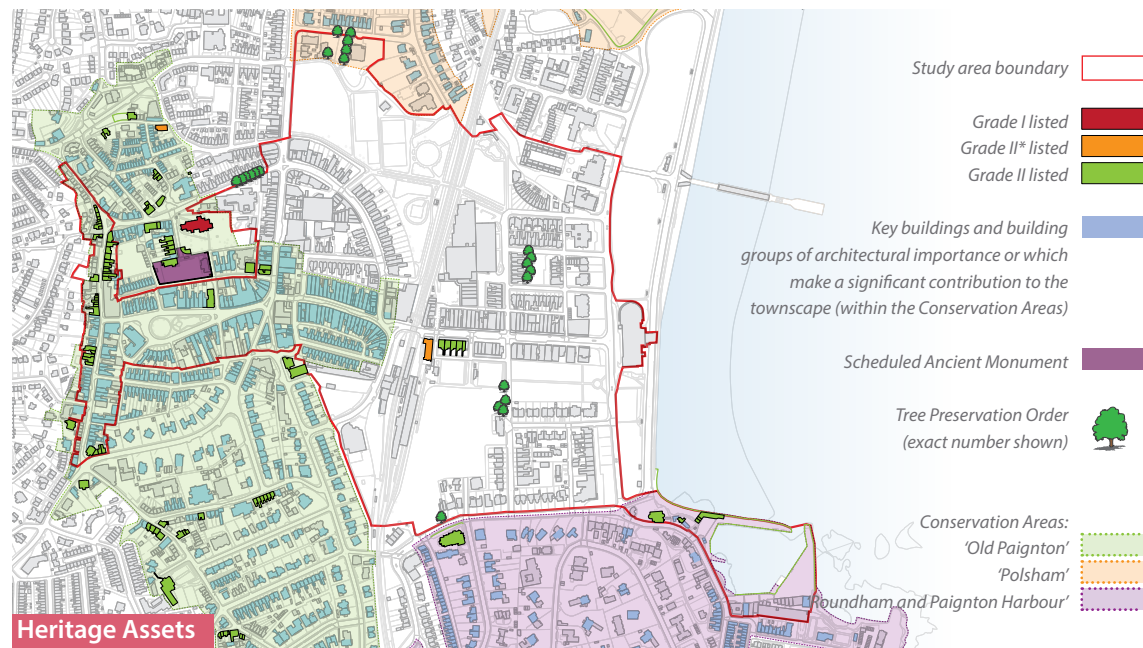 Study area boundary
Grade I listed
Grade II* listed
Grade II listed
Key buildings and building
groups of architectural importance or which
make a significant contribution to the
townscape (within the Conservation Areas)
Scheduled Ancient Monument
Tree Preservation Order
(exact number shown)
Conservation Areas:
'Old Paignton'
'Polsham'
Roundham and Paignton Harbour'
Heritage Assets